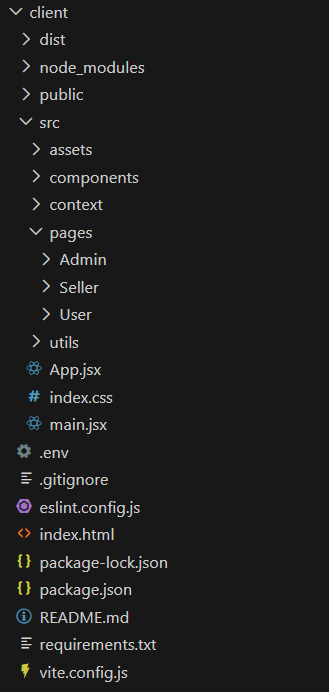 client
dist
node_modules
public
src
assets
components
context
pages
Admin
Seller
User
utils
App.jsx
index.css
main.jsx
.env
.gitignore
eslint.config.js
index.html
package-lock.json
package.json
README.md
requirements.txt
vite.config.js